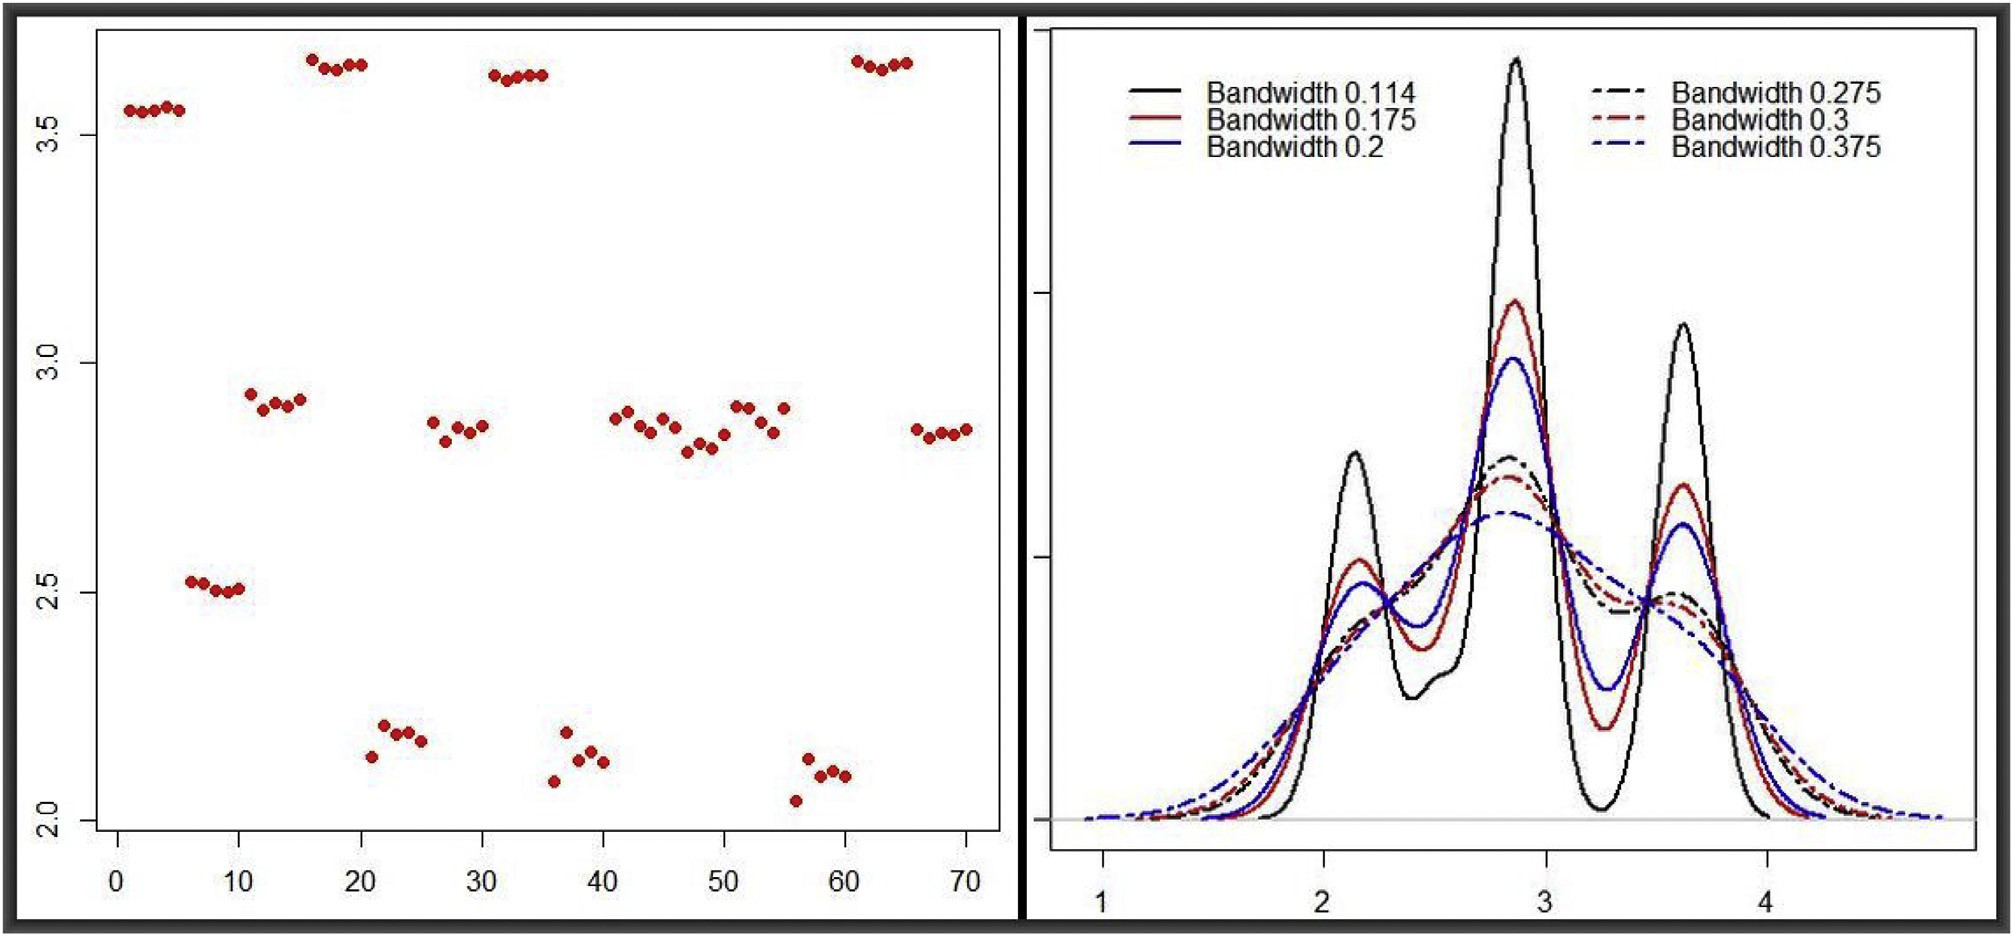 3.5
3.0
2.5
2.0
0 10 20 30 40 50 60 70
Bandwidth 0.114
Bandwidth 0.175
Bandwidth 0.2
Bandwidth 0.275
Bandwidth 0.3
Bandwidth 0.375
1 2 3 4